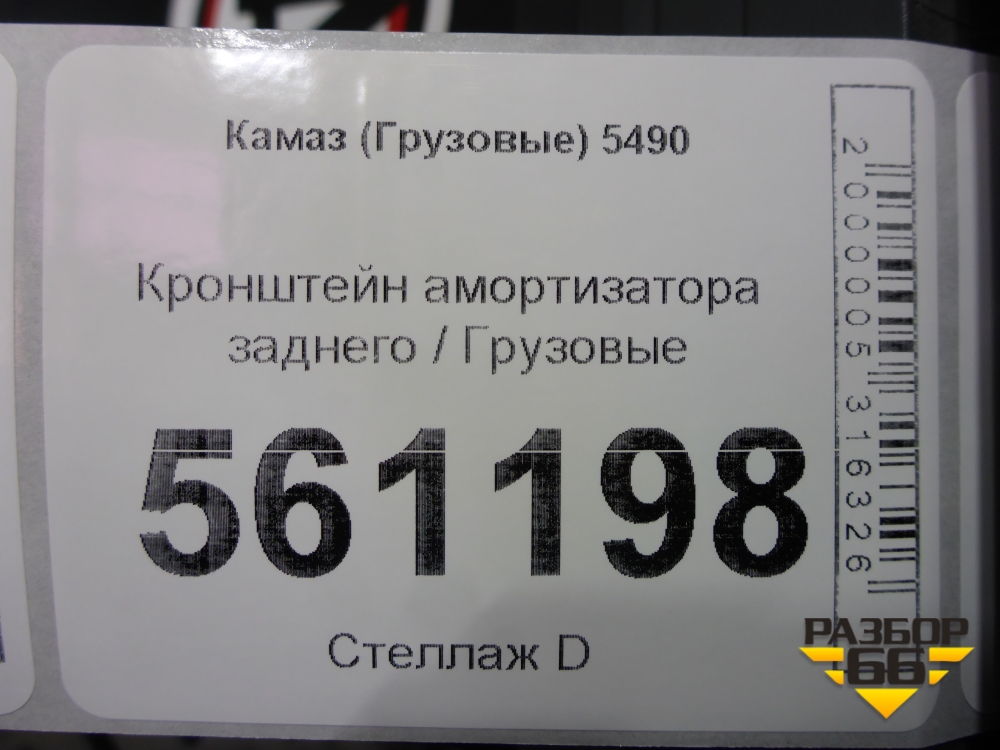 Камаз (Грузовые) 5490
Кронштейн амортизатора
заднего / Грузовые
561198
Стеллаж D
2000005316326
РАЗБОР
66